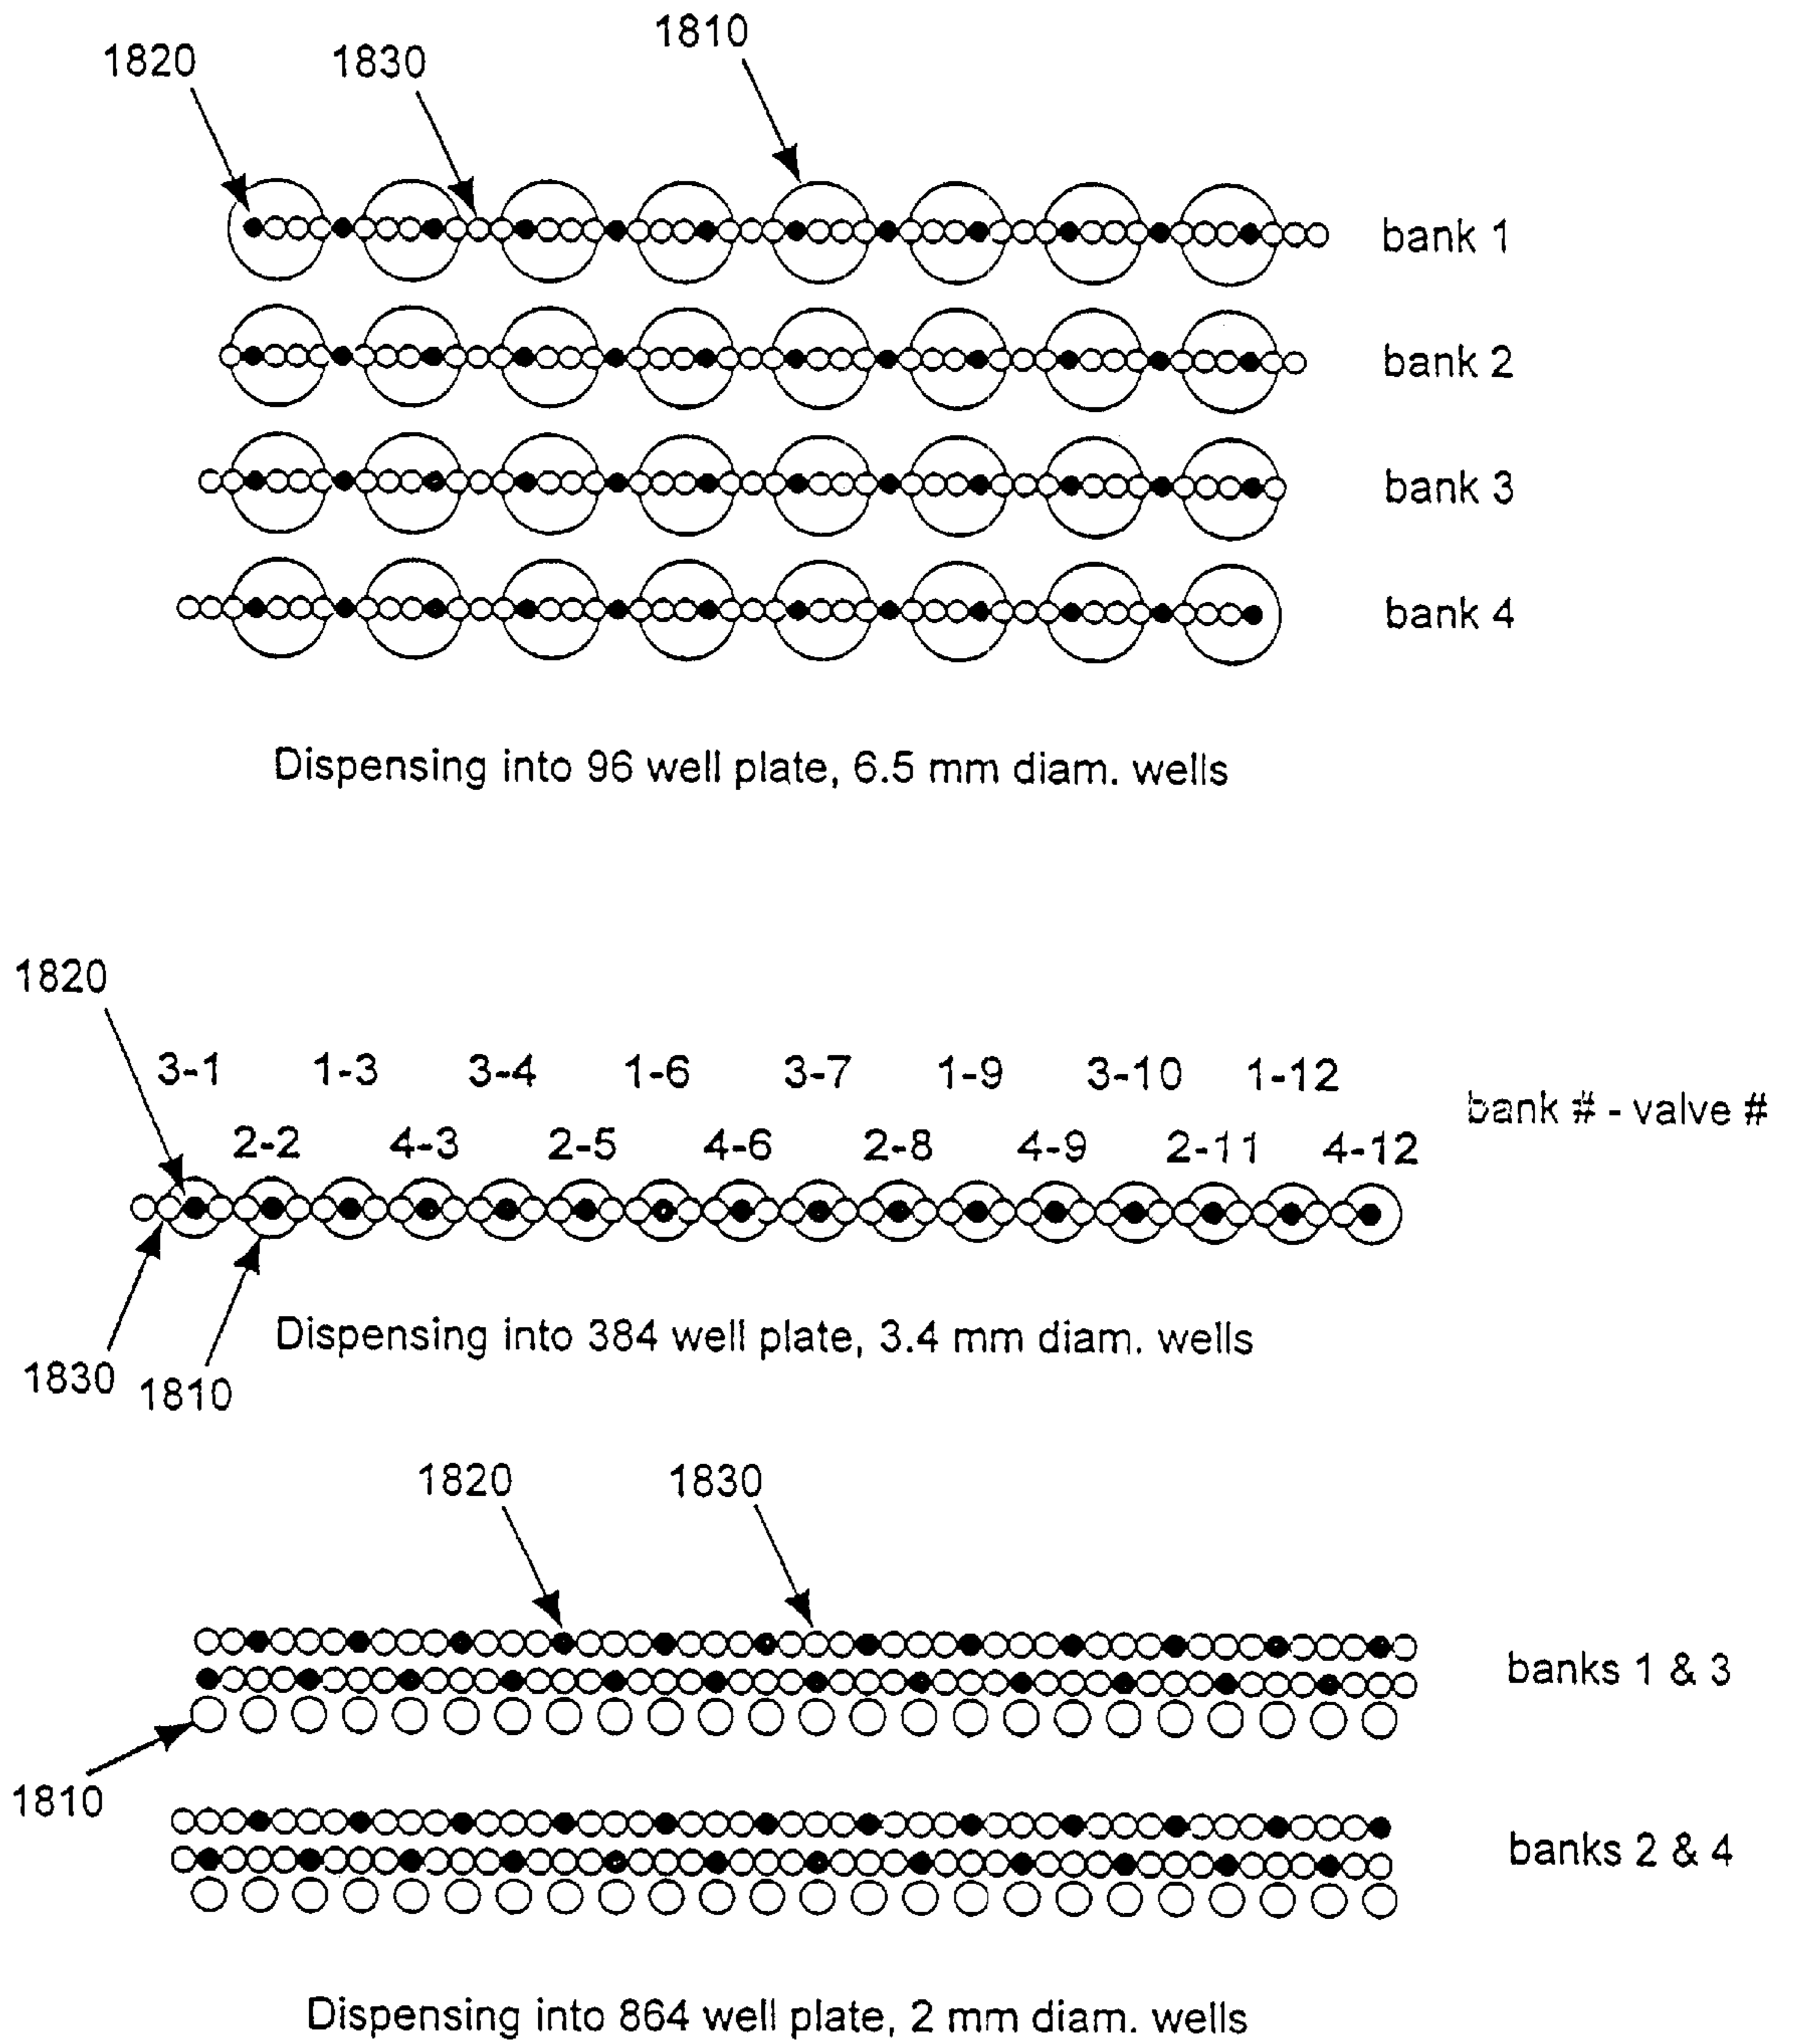 1820 1830 1810
bank 1
bank 2
bank 3
bank 4
Dispensing into 96 well plate, 6.5 mm diam. wells
1820
3-1 1-3 3-4 1-6 3-7 1-9 3-10 1-12
bank # - valve #
2-2 4-3 2-5 4-6 2-8 4-9 2-11 4-12
Dispensing into 384 well plate, 3.4 mm diam. wells
1830 1810
1820 1830
banks 1 & 3
1810
banks 2 & 4
Dispensing into 864 well plate, 2 mm diam. wells